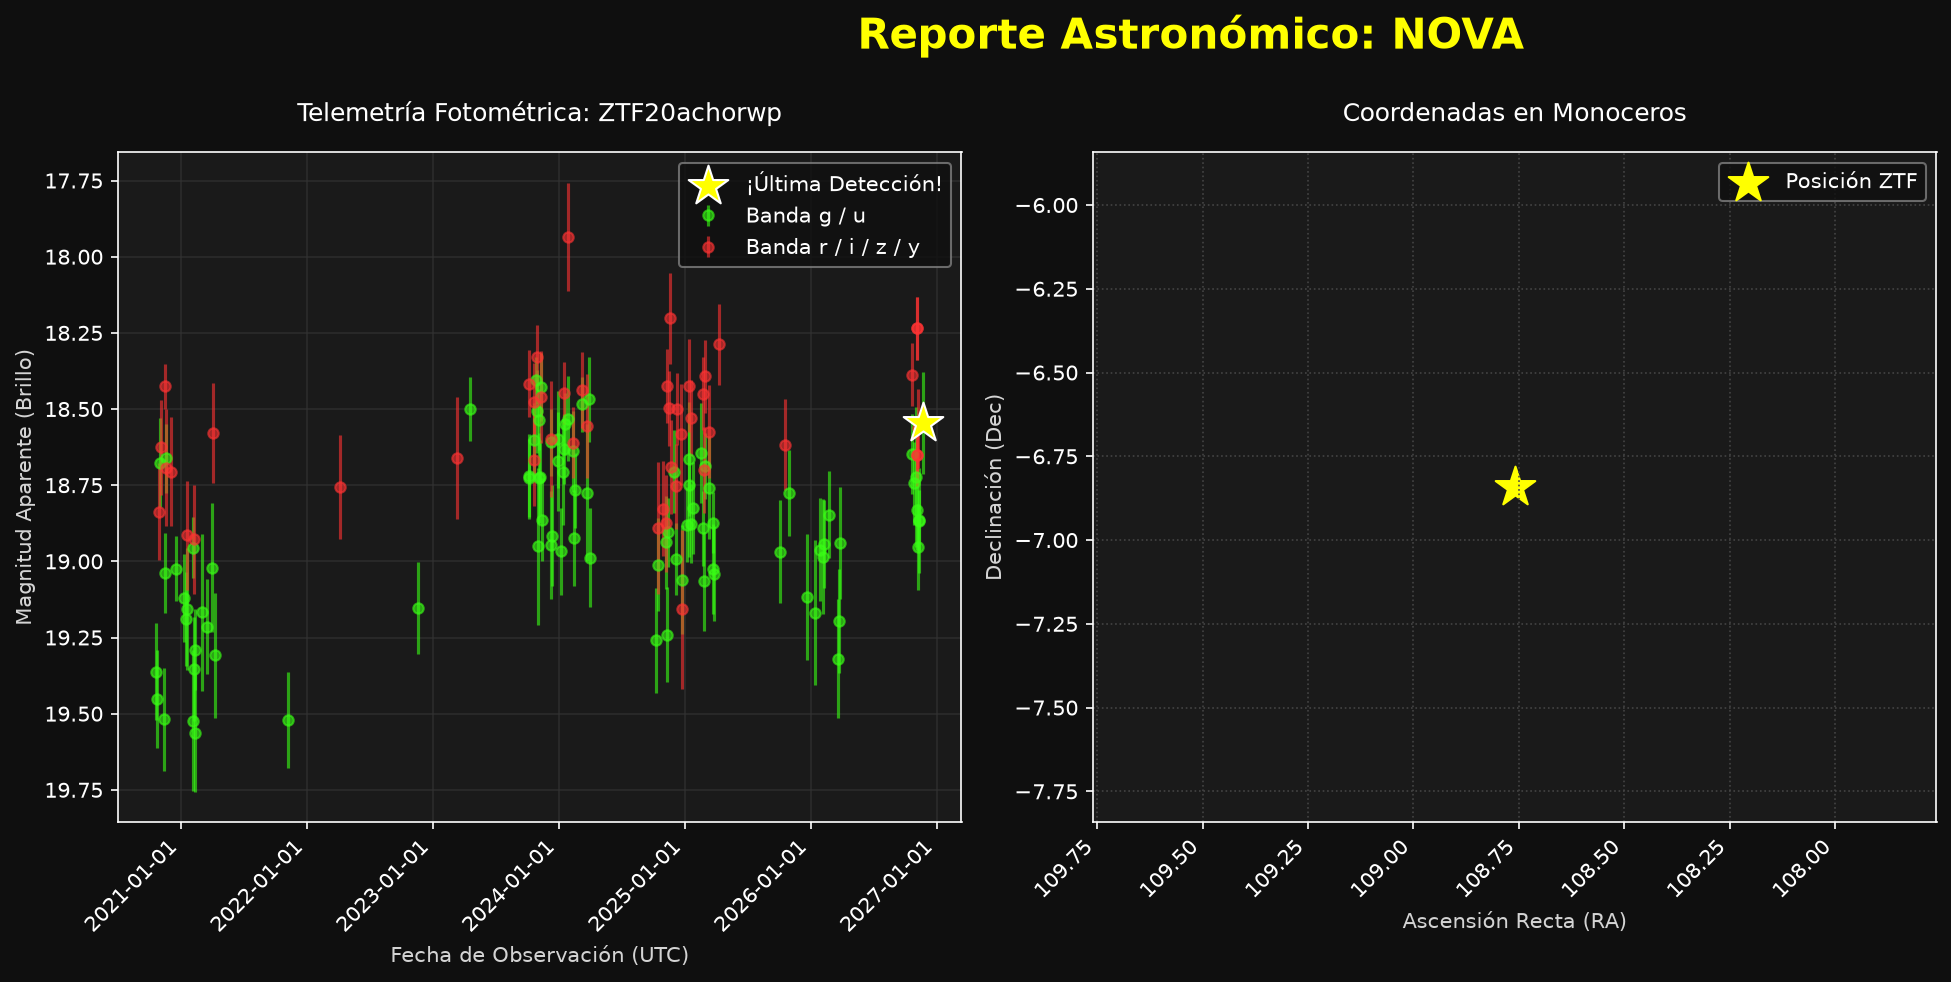 Reporte Astronómico: NOVA
Telemetría Fotométrica: ZTF20achorwp
Magnitud Aparente (Brillo)
17.75
18.00
18.25
18.50
18.75
19.00
19.25
19.50
19.75
¡Última Detección!
Banda g / u
Banda r / i / z / y
2021-01-01
2022-01-01
2023-01-01
2024-01-01
2025-01-01
2026-01-01
2027-01-01
Fecha de Observación (UTC)
Coordenadas en Monoceros
Declinación (Dec)
−6.00
−6.25
−6.50
−6.75
−7.00
−7.25
−7.50
−7.75
Posición ZTF
109.75
109.50
109.25
109.00
108.75
108.50
108.25
108.00
Ascensión Recta (RA)